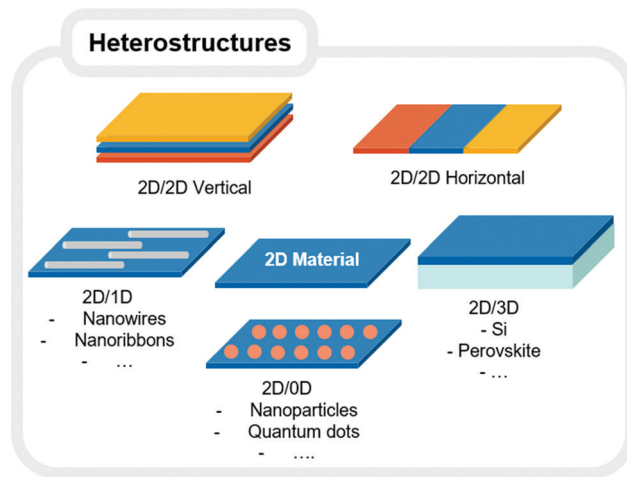 Heterostructures
2D/2D Vertical
2D/2D Horizontal
2D/1D
- Nanowires
- Nanoribbons
- ...
2D Material
2D/3D
- Si
- Perovskite
- ...
2D/0D
- Nanoparticles
- Quantum dots
- ....